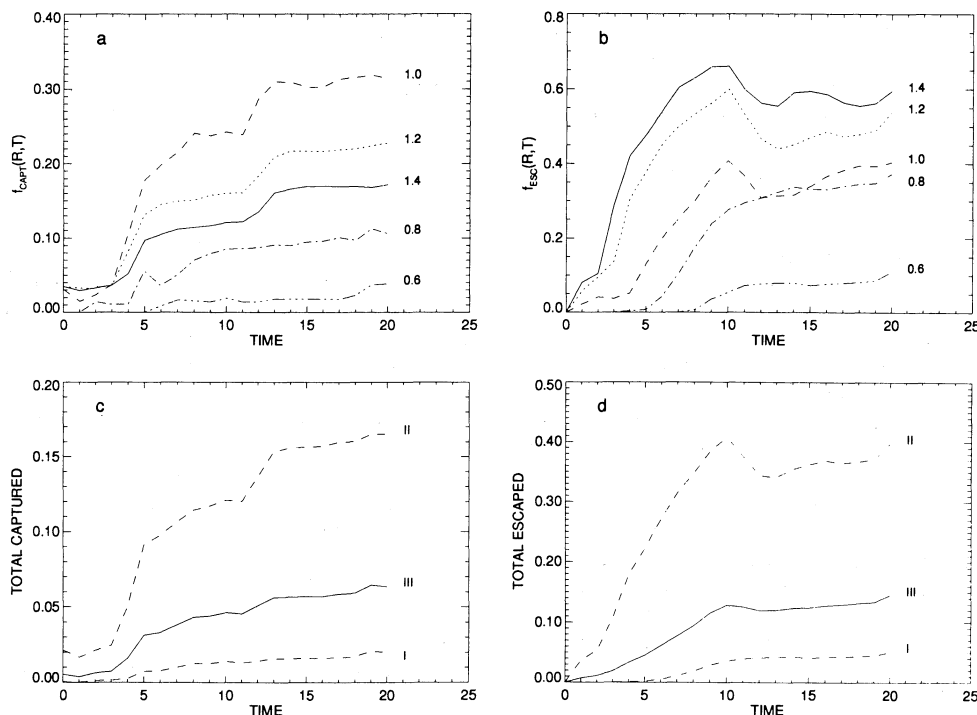 a
0.40
0.30
0.20
0.10
0.00
f_CAPT(R,T)
1.0
1.2
1.4
0.8
0.6
0 5 10 15 20 25
TIME
b
0.8
0.6
0.4
0.2
0.0
f_ESC(R,T)
1.4
1.2
1.0
0.8
0.6
0 5 10 15 20 25
TIME
c
0.20
0.15
0.10
0.05
0.00
TOTAL CAPTURED
II
III
I
0 5 10 15 20 25
TIME
d
0.50
0.40
0.30
0.20
0.10
0.00
TOTAL ESCAPED
II
III
I
0 5 10 15 20 25
TIME